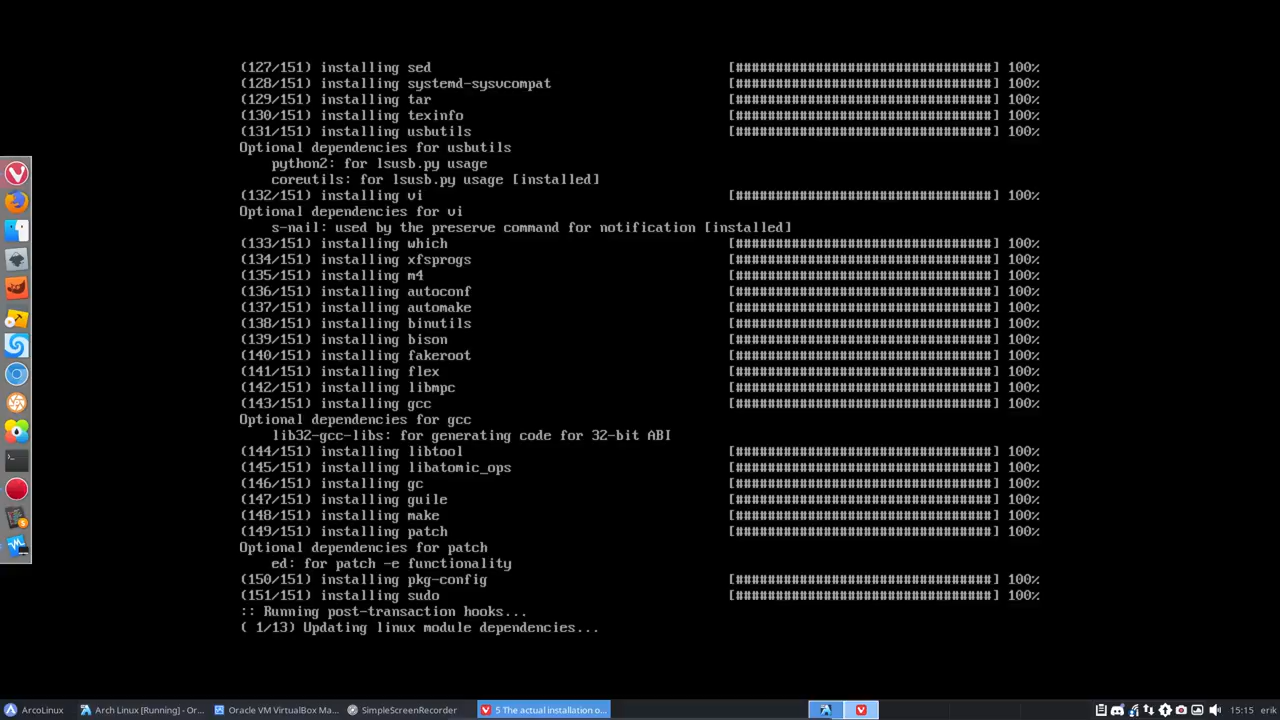 (127/151) installing sed [################################] 100%
(128/151) installing systemd-sysvcompat [################################] 100%
(129/151) installing tar [################################] 100%
(130/151) installing texinfo [################################] 100%
(131/151) installing usbutils [################################] 100%
Optional dependencies for usbutils
python2: for lsusb.py usage
coreutils: for lsusb.py usage [installed]
(132/151) installing vi [################################] 100%
Optional dependencies for vi
s-nail: used by the preserve command for notification [installed]
(133/151) installing which [################################] 100%
(134/151) installing xfsprogs [################################] 100%
(135/151) installing m4 [################################] 100%
(136/151) installing autoconf [################################] 100%
(137/151) installing automake [################################] 100%
(138/151) installing binutils [################################] 100%
(139/151) installing bison [################################] 100%
(140/151) installing fakeroot [################################] 100%
(141/151) installing flex [################################] 100%
(142/151) installing libmpc [################################] 100%
(143/151) installing gcc [################################] 100%
Optional dependencies for gcc
lib32-gcc-libs: for generating code for 32-bit ABI
(144/151) installing libtool [################################] 100%
(145/151) installing libatomic_ops [################################] 100%
(146/151) installing gc [################################] 100%
(147/151) installing guile [################################] 100%
(148/151) installing make [################################] 100%
(149/151) installing patch [################################] 100%
Optional dependencies for patch
ed: for patch -e functionality
(150/151) installing pkg-config [################################] 100%
(151/151) installing sudo [################################] 100%
:: Running post-transaction hooks...
( 1/13) Updating linux module dependencies...
ArcoLinux Arch Linux [Running] - Or... Oracle VM VirtualBox Ma... SimpleScreenRecorder 5 The actual installation o... 15:15 erik